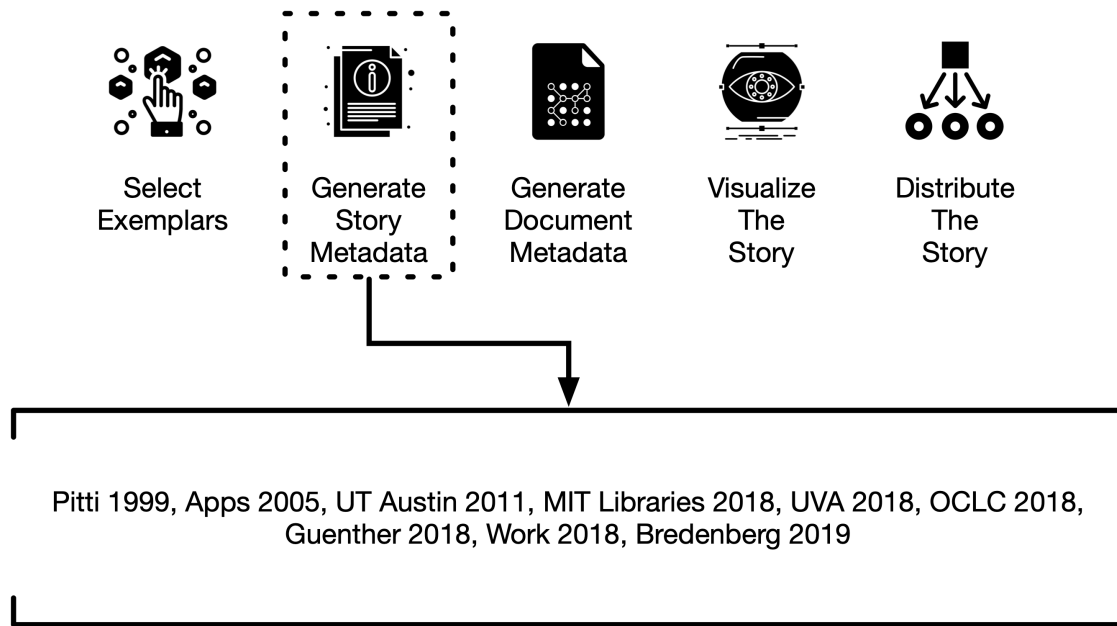 Select
Exemplars
Generate
Story
Metadata
Generate
Document
Metadata
Visualize
The
Story
Distribute
The
Story
Pitti 1999, Apps 2005, UT Austin 2011, MIT Libraries 2018, UVA 2018, OCLC 2018,
Guenther 2018, Work 2018, Bredenberg 2019